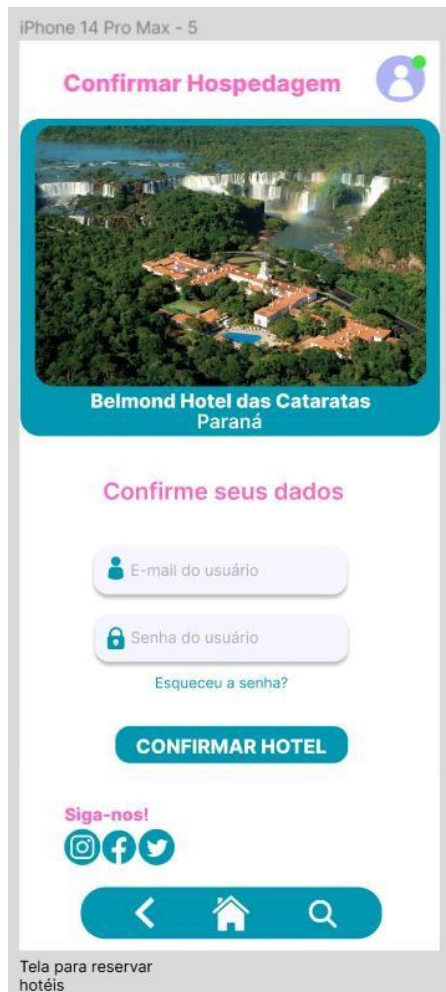 iPhone 14 Pro Max - 5
Confirmar Hospedagem
Belmond Hotel das Cataratas
Paraná
Confirme seus dados
E-mail do usuário
Senha do usuário
Esqueceu a senha?
CONFIRMAR HOTEL
Siga-nos!
Tela para reservar
hotéis